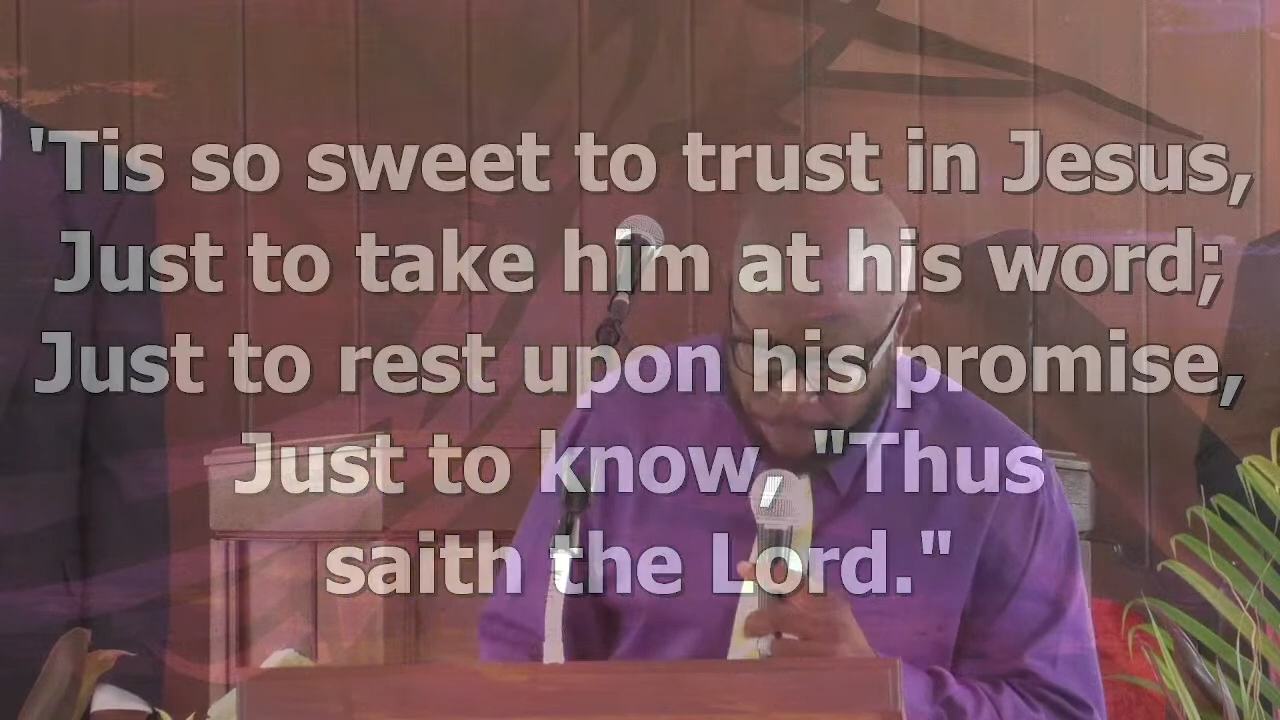 'Tis so sweet to trust in Jesus,
Just to take him at his word;
Just to rest upon his promise,
Just to know, "Thus
saith the Lord."